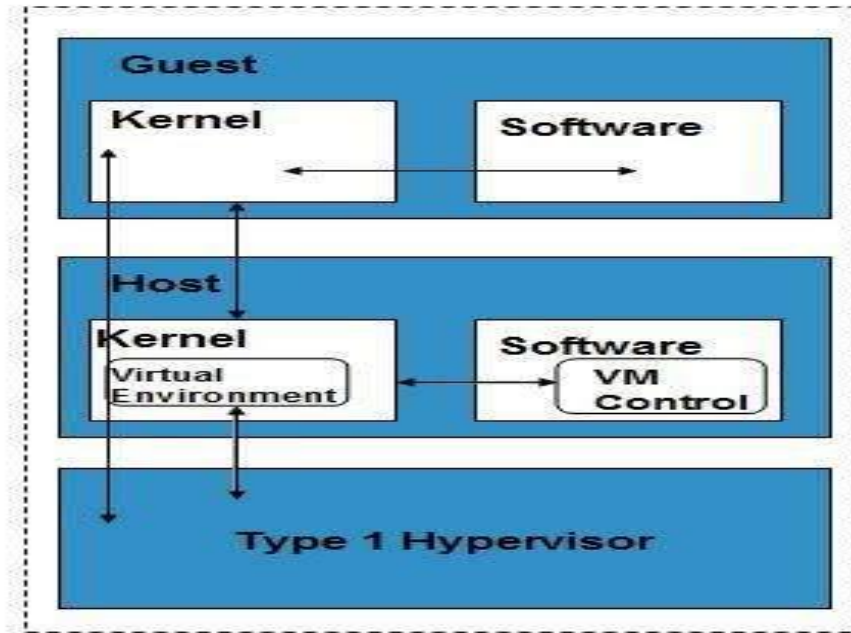 Guest
Kernel
Software
Host
Kernel
Virtual
Environment
Software
VM
Control
Type 1 Hypervisor